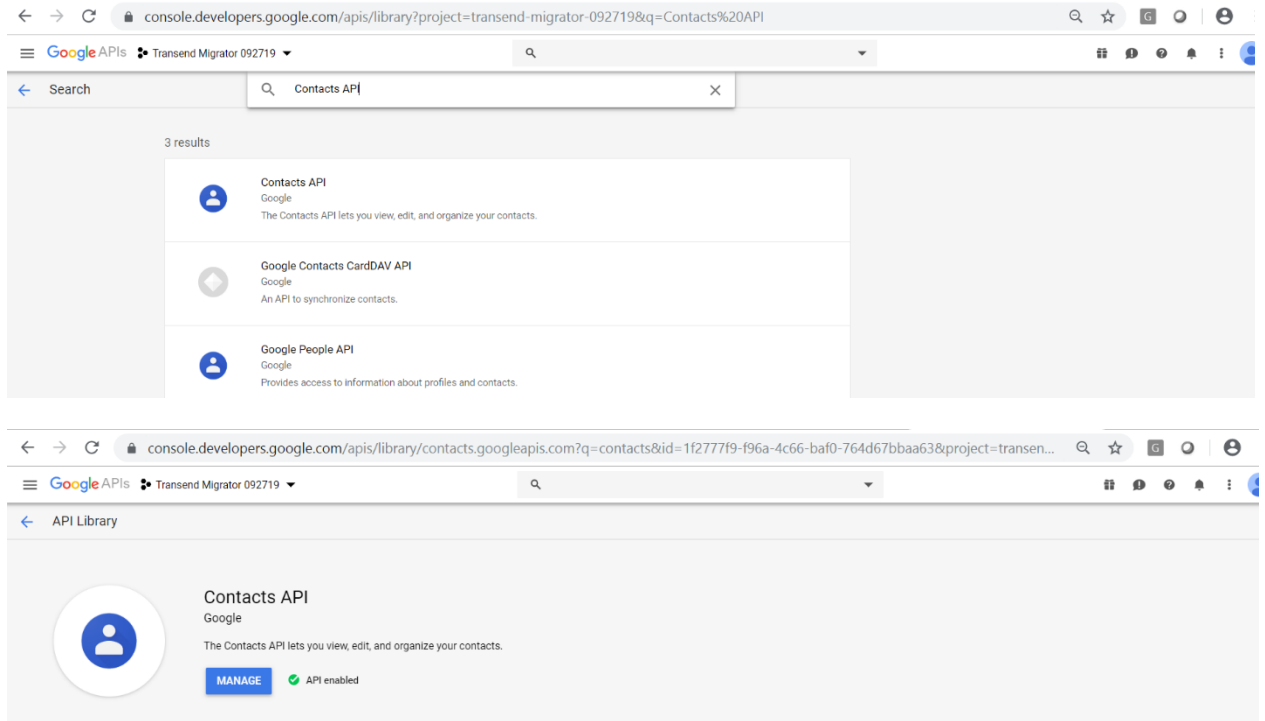 console.developers.google.com/apis/library?project=transend-migrator-092719&q=Contacts%20API
G
Google APIs Transend Migrator 092719
Search
Contacts API
3 results
Contacts API
Google
The Contacts API lets you view, edit, and organize your contacts.
Google Contacts CardDAV API
Google
An API to synchronize contacts.
Google People API
Google
Provides access to information about profiles and contacts.
console.developers.google.com/apis/library/contacts.googleapis.com?q=contacts&id=1f2777f9-f96a-4c66-baf0-764d67bbaa63&project=transen...
G
Google APIs Transend Migrator 092719
API Library
Contacts API
Google
The Contacts API lets you view, edit, and organize your contacts.
MANAGE API enabled